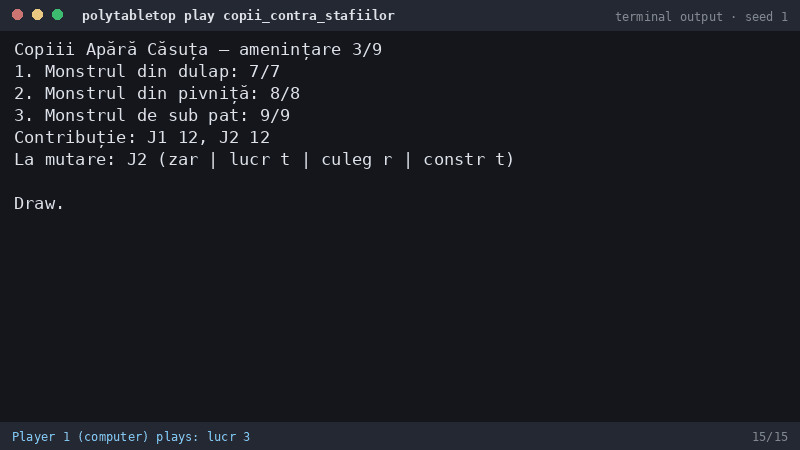 polytabletop play copii_contra_stafiilor
terminal output · seed 1
Copiii Apără Căsuța — amenințare 3/9
1. Monstrul din dulap: 7/7
2. Monstrul din pivniță: 8/8
3. Monstrul de sub pat: 9/9
Contribuție: J1 12, J2 12
La mutare: J2 (zar | lucr t | culeg r | constr t)
Draw.
Player 1 (computer) plays: lucr 3
15/15